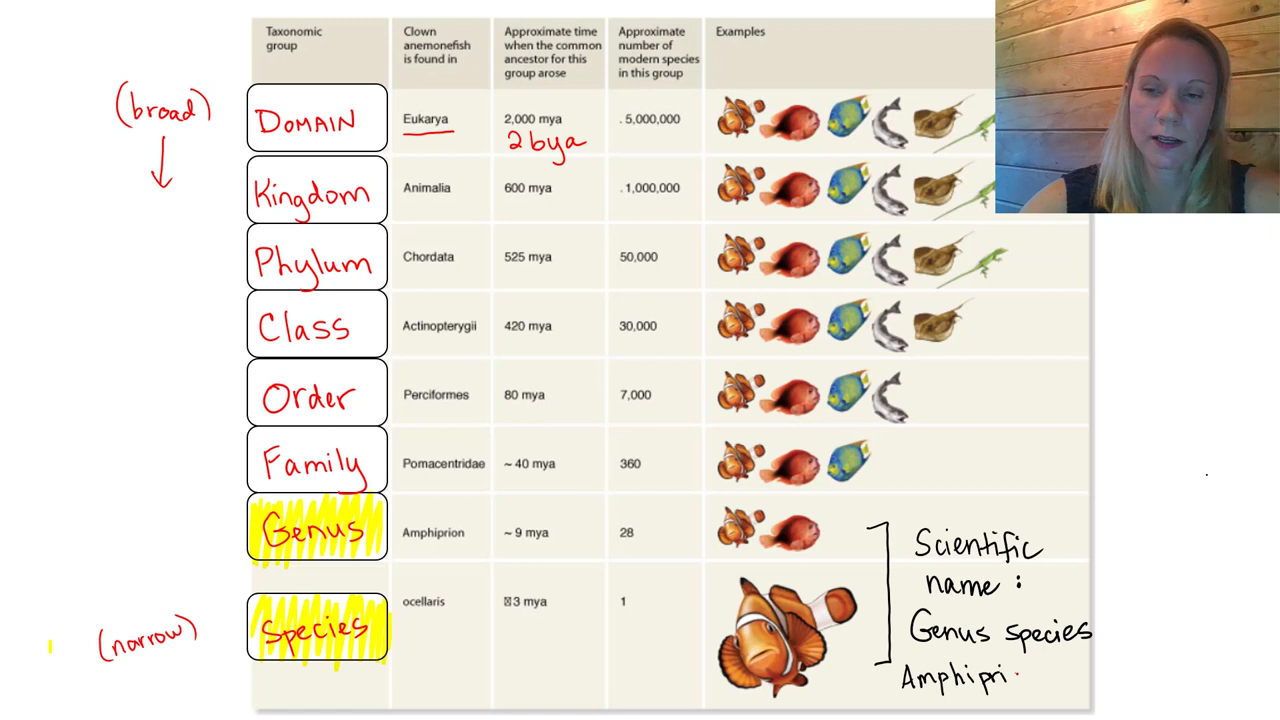 Taxonomic group
Clown anemonefish is found in
Approximate time when the common ancestor for this group arose
Approximate number of modern species in this group
Examples
(broad)
DOMAIN
Eukarya
2,000 mya
2 bya
. 5,000,000
Kingdom
Animalia
600 mya
. 1,000,000
Phylum
Chordata
525 mya
50,000
Class
Actinopterygii
420 mya
30,000
Order
Perciformes
80 mya
7,000
Family
Pomacentridae
~ 40 mya
360
Genus
Amphiprion
~ 9 mya
28
(narrow)
Species
ocellaris
3 mya
1
Scientific
name :
Genus species
Amphipri